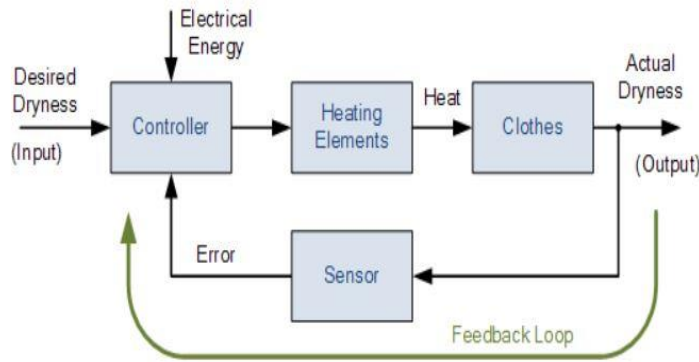 Electrical
Energy
Desired
Dryness
(Input)
Controller
Heating
Elements
Heat
Clothes
Actual
Dryness
(Output)
Error
Sensor
Feedback Loop